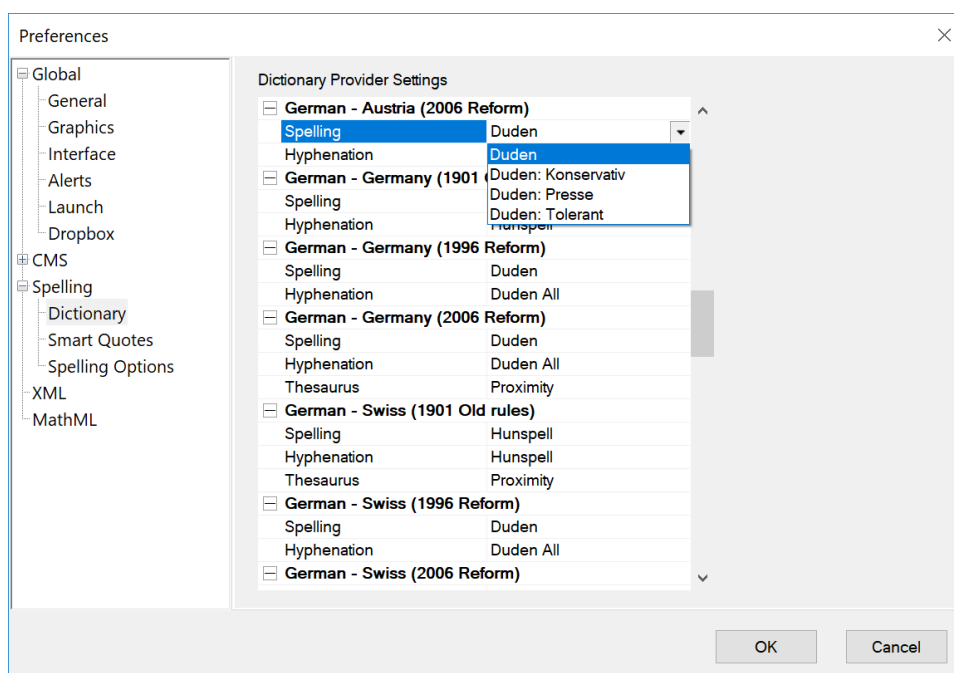 Preferences
Global
General
Graphics
Interface
Alerts
Launch
Dropbox
CMS
Spelling
Dictionary
Smart Quotes
Spelling Options
XML
MathML
Dictionary Provider Settings
German - Austria (2006 Reform)
Spelling Duden
Hyphenation
Duden
Duden: Konservativ
Duden: Presse
Duden: Tolerant
German - Germany (1901
Spelling
Hyphenation Hunspell
German - Germany (1996 Reform)
Spelling Duden
Hyphenation Duden All
German - Germany (2006 Reform)
Spelling Duden
Hyphenation Duden All
Thesaurus Proximity
German - Swiss (1901 Old rules)
Spelling Hunspell
Hyphenation Hunspell
Thesaurus Proximity
German - Swiss (1996 Reform)
Spelling Duden
Hyphenation Duden All
German - Swiss (2006 Reform)
OK Cancel